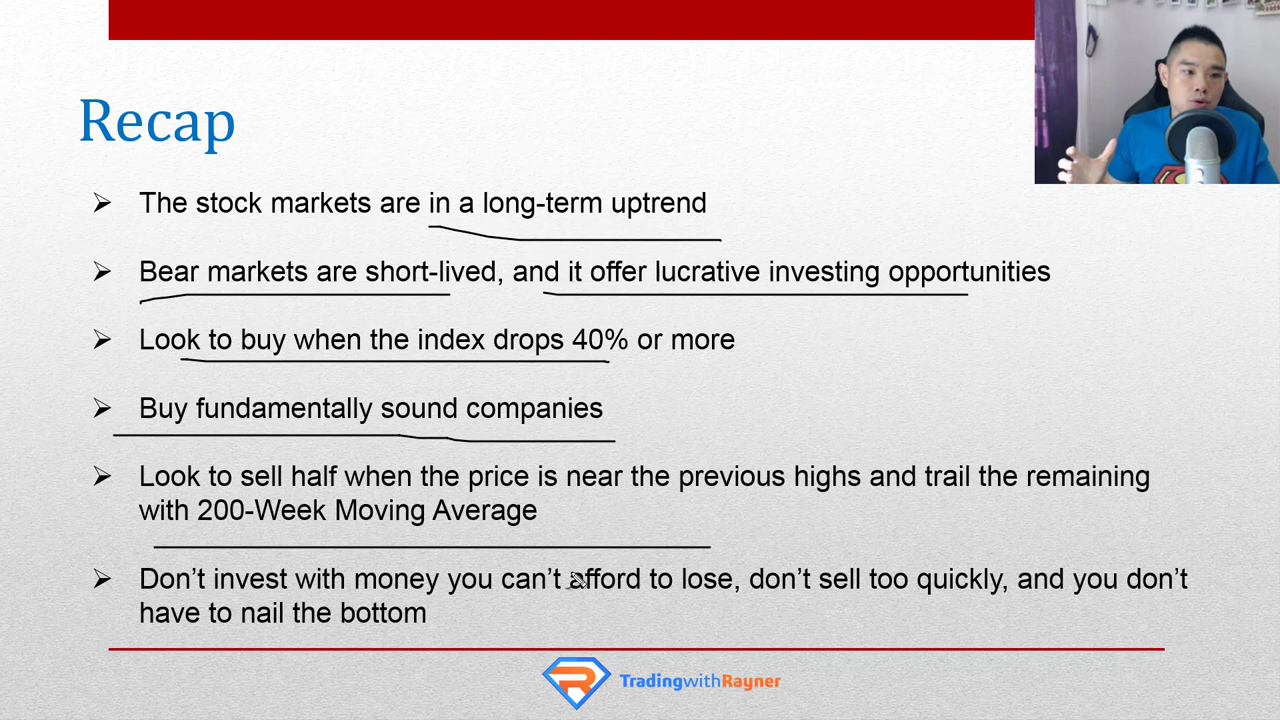 Recap
The stock markets are in a long-term uptrend
Bear markets are short-lived, and it offer lucrative investing opportunities
Look to buy when the index drops 40% or more
Buy fundamentally sound companies
Look to sell half when the price is near the previous highs and trail the remaining
with 200-Week Moving Average
Don’t invest with money you can’t afford to lose, don’t sell too quickly, and you don’t
have to nail the bottom
TradingwithRayner